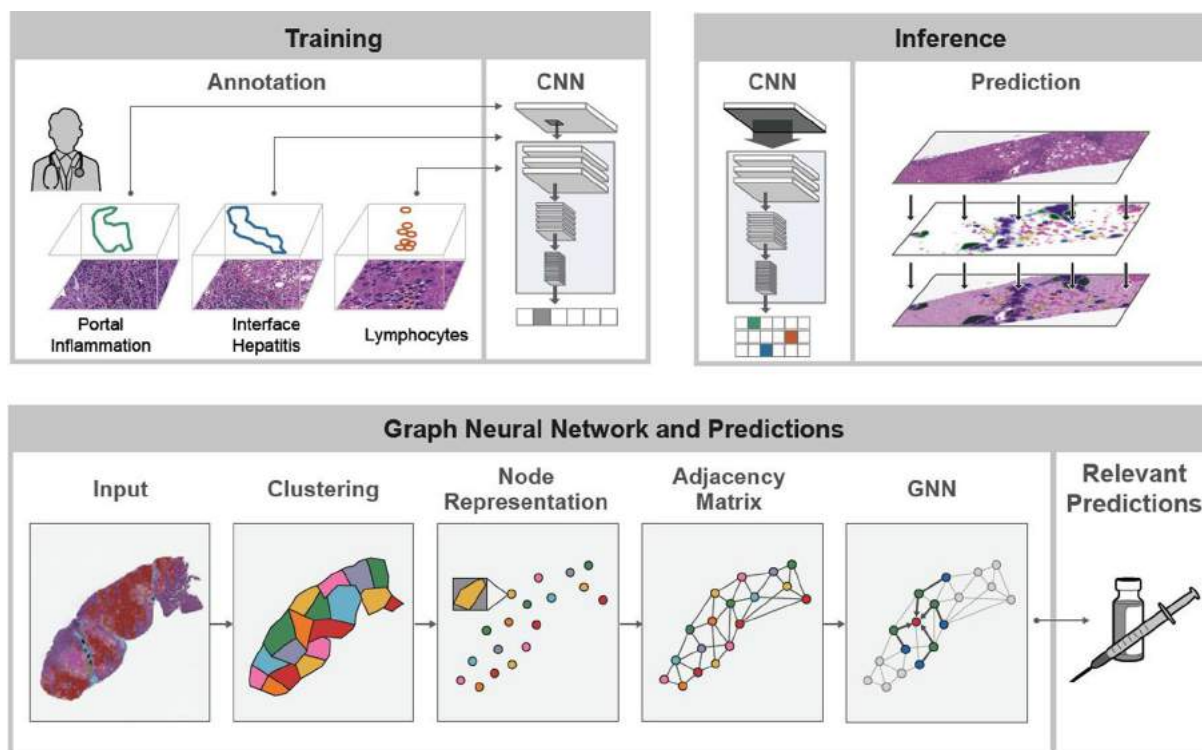 Training
Annotation
CNN
Portal
Inflammation
Interface
Hepatitis
Lymphocytes
Inference
CNN
Prediction
Graph Neural Network and Predictions
Input
Clustering
Node
Representation
Adjacency
Matrix
GNN
Relevant
Predictions